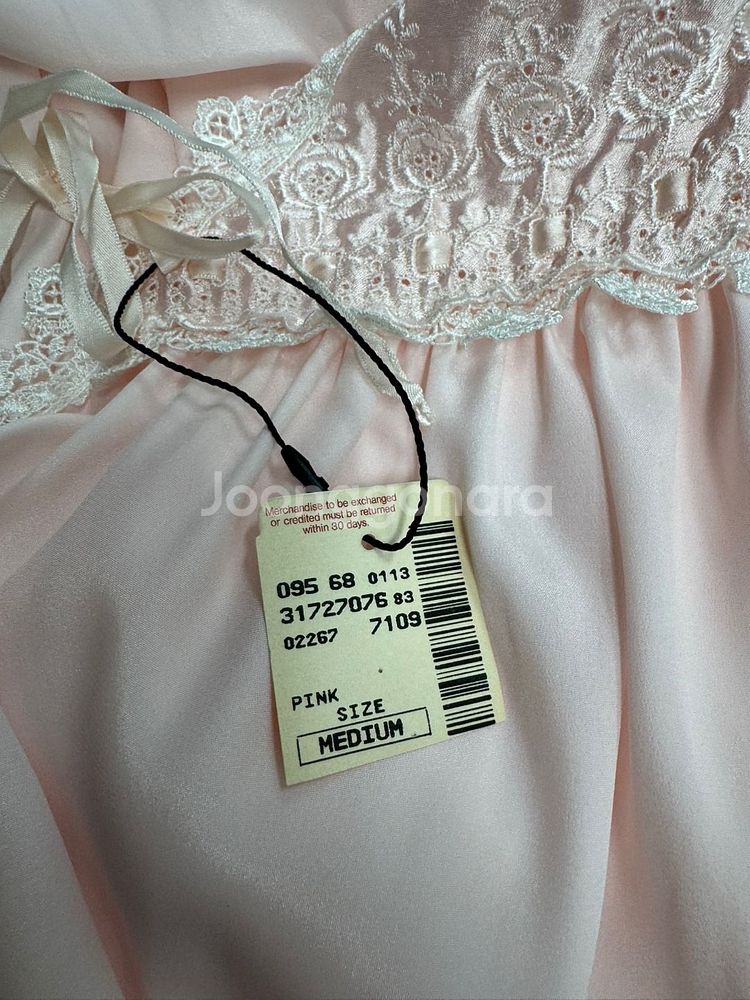 Joonggonara
Merchandise to be exchanged
or credited must be returned
within 30 days.
095 68 0113
31727076 83
02267 7109
PINK
SIZE
MEDIUM